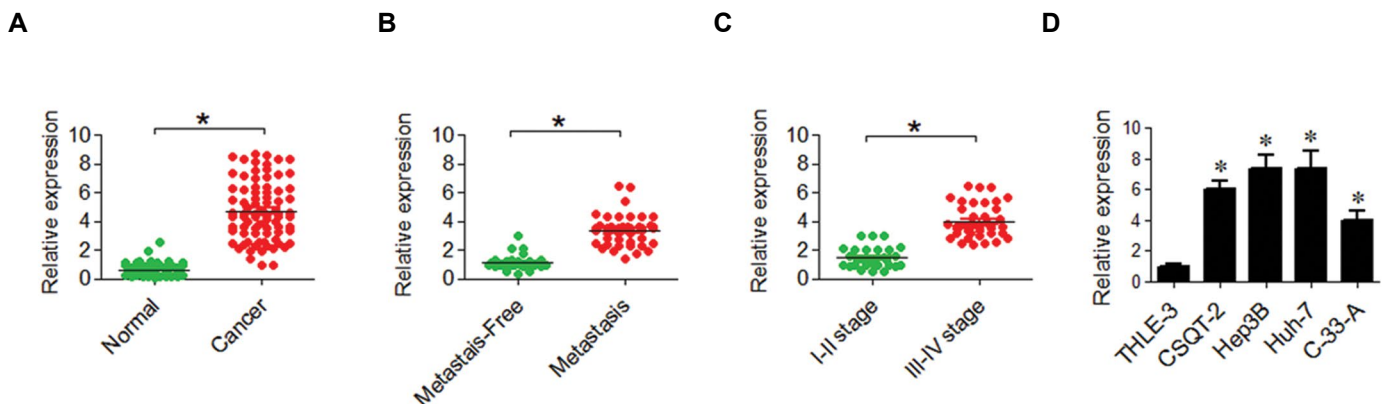 A
B
C
D
Relative expression
10
8
6
4
2
0
*
Normal
Cancer
Relative expression
10
8
6
4
2
0
*
Metastais-Free
Metastasis
Relative expression
10
8
6
4
2
0
*
I-II stage
III-IV stage
Relative expression
10
8
6
4
2
0
*
*
*
*
THLE-3
CSQT-2
Hep3B
Huh-7
C-33-A